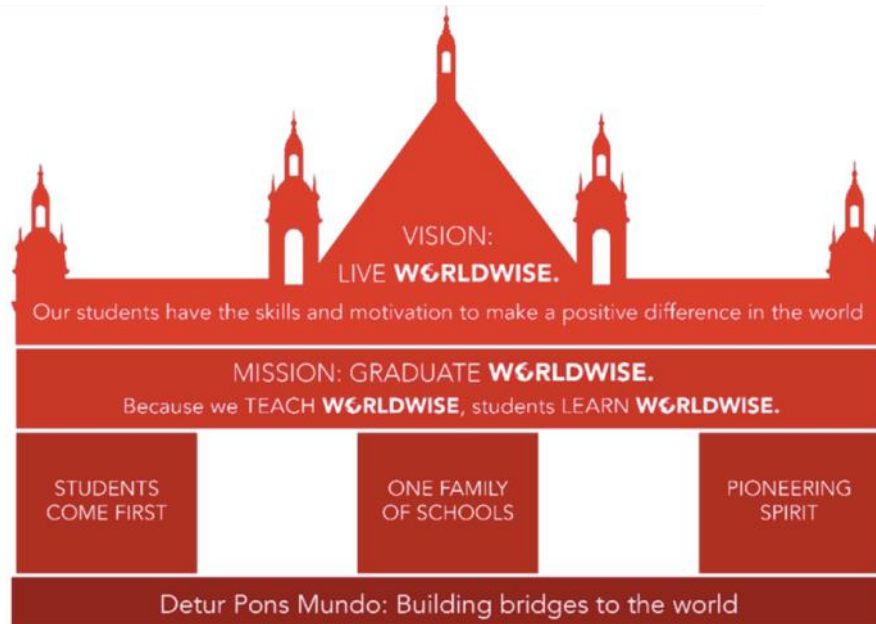 VISION:
LIVE WORLDWISE.
Our students have the skills and motivation to make a positive difference in the world
MISSION: GRADUATE WORLDWISE.
Because we TEACH WORLDWISE, students LEARN WORLDWISE.
STUDENTS
COME FIRST
ONE FAMILY
OF SCHOOLS
PIONEERING
SPIRIT
Detur Pons Mundo: Building bridges to the world